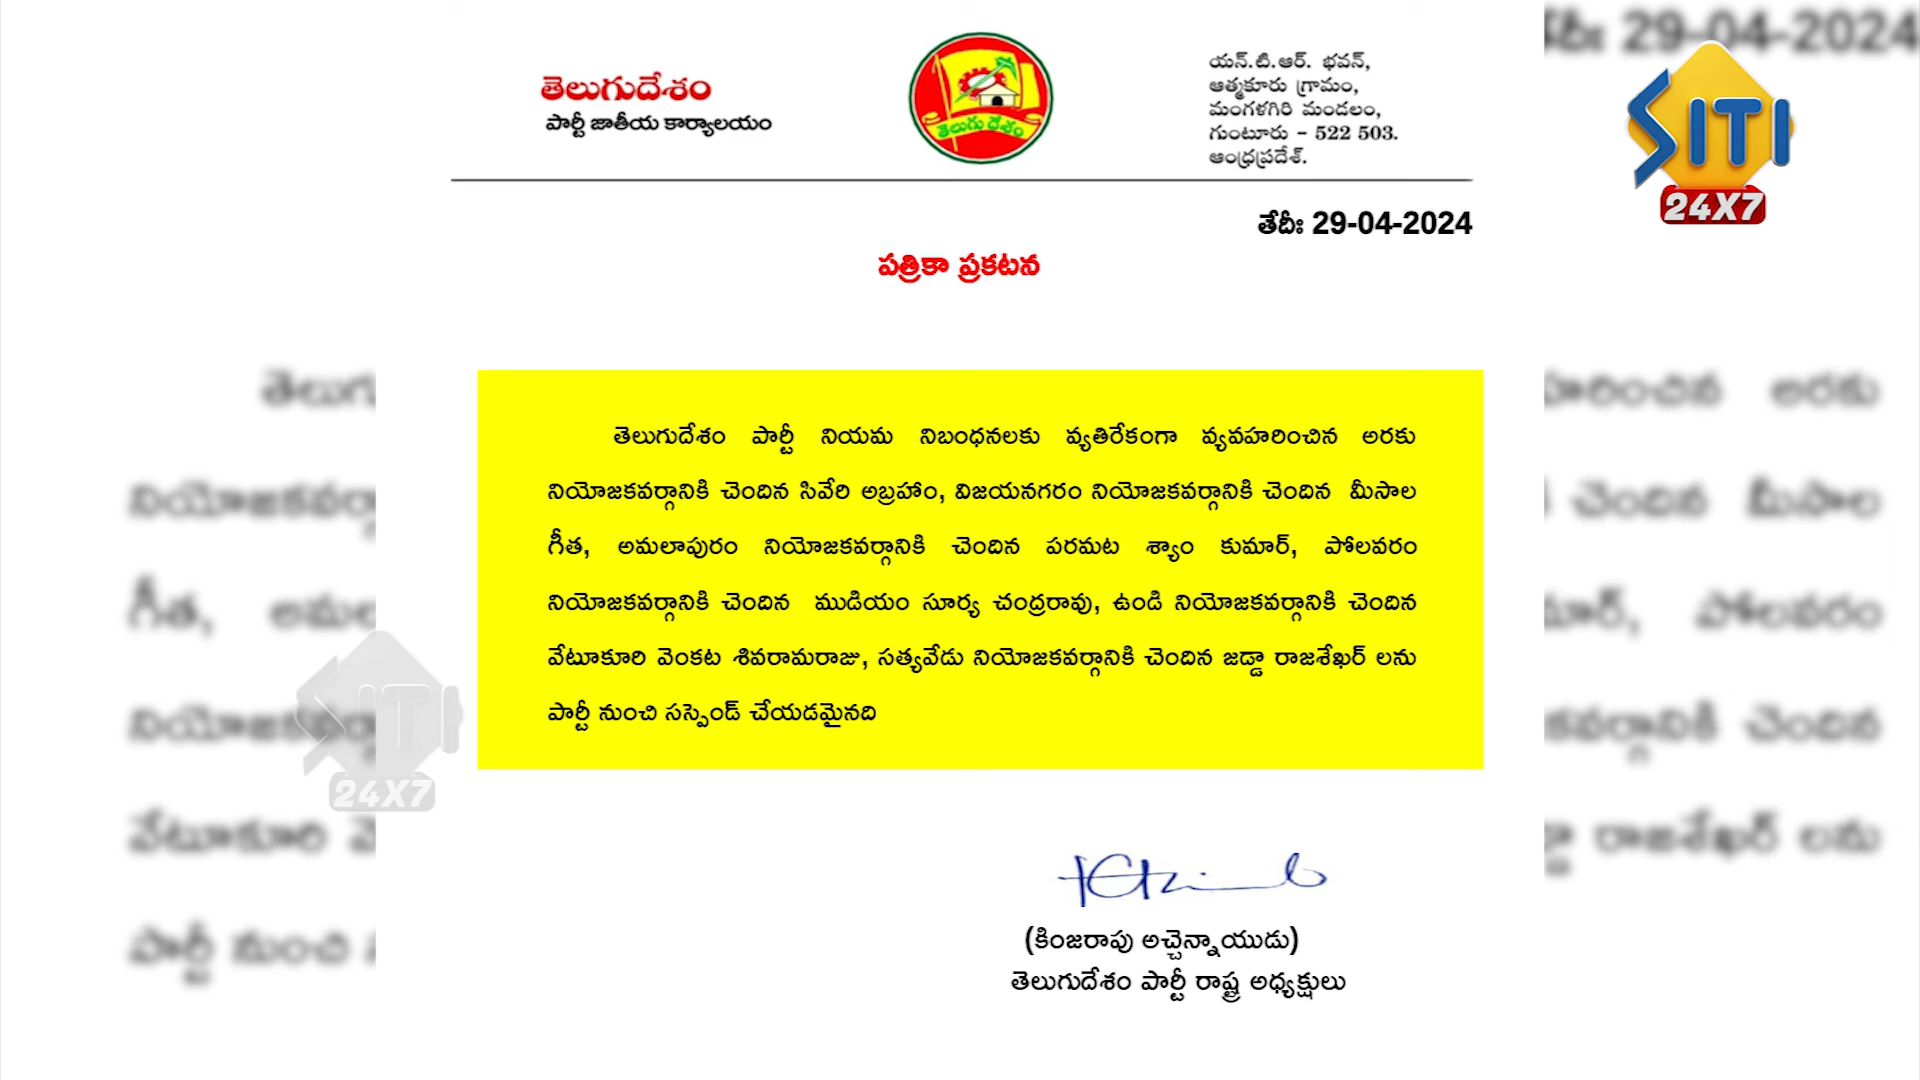 తెలుగుదేశం
పార్టీ జాతీయ కార్యాలయం
తెలుగు దేశం
యన్.టి.ఆర్. భవన్,
ఆత్మకూరు గ్రామం,
మంగళగిరి మండలం,
గుంటూరు - 522 503.
ఆంధ్రప్రదేశ్.
SITI
24X7
తేదీః 29-04-2024
పత్రికా ప్రకటన
తెలుగుదేశం పార్టీ నియమ నిబంధనలకు వ్యతిరేకంగా వ్యవహరించిన అరకు
నియోజకవర్గానికి చెందిన సివేరి అబ్రహాం, విజయనగరం నియోజకవర్గానికి చెందిన మీసాల
గీత, అమలాపురం నియోజకవర్గానికి చెందిన పరమట శ్యాం కుమార్, పోలవరం
నియోజకవర్గానికి చెందిన ముడియం సూర్య చంద్రరావు, ఉండి నియోజకవర్గానికి చెందిన
వేటూకూరి వెంకట శివరామరాజు, సత్యవేడు నియోజకవర్గానికి చెందిన జడ్డా రాజశేఖర్ లను
పార్టీ నుంచి సస్పెండ్ చేయడమైనది
SITI
24X7
(కింజరాపు అచ్చెన్నాయుడు)
తెలుగుదేశం పార్టీ రాష్ట్ర అధ్యక్షులు